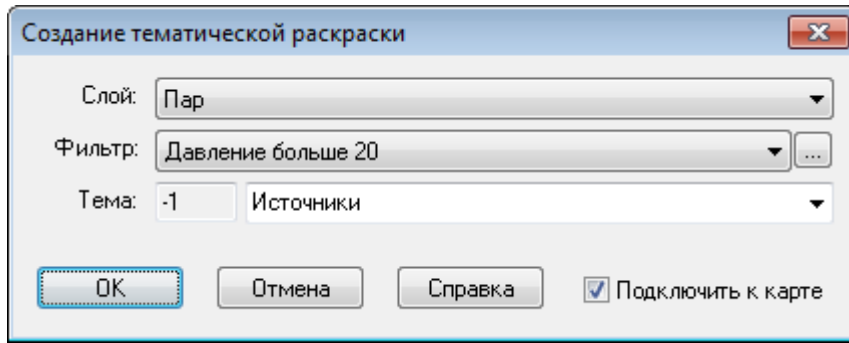 Создание тематической раскраски
Слой: Пар
Фильтр: Давление больше 20 ...
Тема: -1 Источники
OK Отмена Справка Подключить к карте